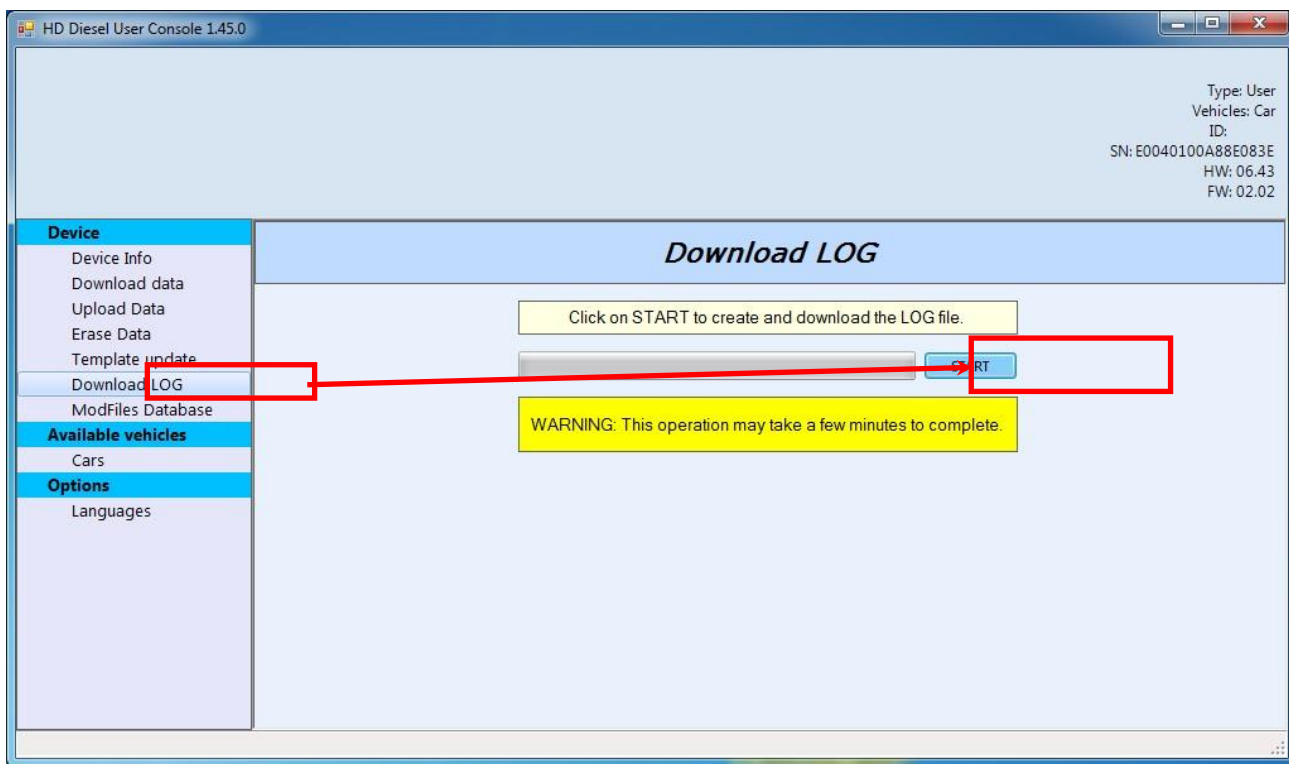 HD Diesel User Console 1.45.0
Type: User
Vehicles: Car
ID:
SN: E0040100A88E083E
HW: 06.43
FW: 02.02
Device
Device Info
Download data
Upload Data
Erase Data
Template update
Download LOG
ModFiles Database
Available vehicles
Cars
Options
Languages
Download LOG
Click on START to create and download the LOG file.
START
WARNING: This operation may take a few minutes to complete.